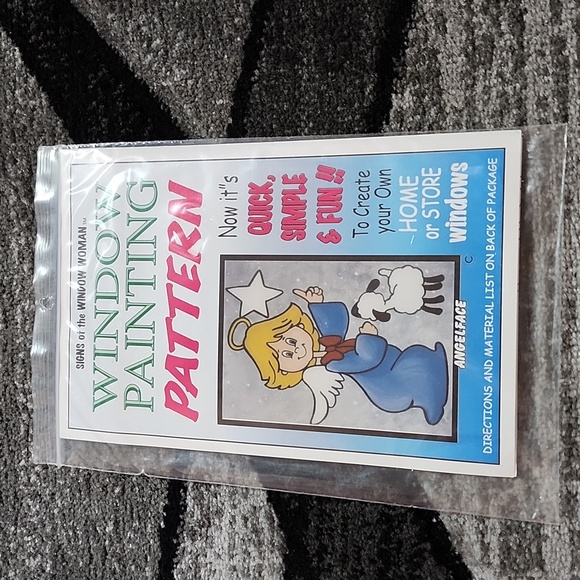 SIGNS of the WINDOW WOMAN™
WINDOW
PAINTING
PATTERN
Now it"s
QUICK,
SIMPLE
& FUN !!
To Create
your Own
HOME
or STORE
windows
C
ANGELFACE
DIRECTIONS AND MATERIAL LIST ON BACK OF PACKAGE